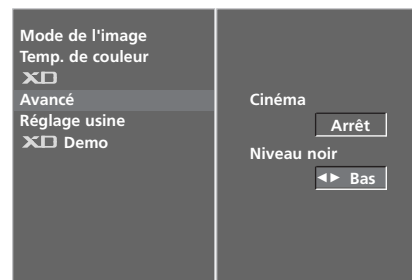 Mode de l'image
Temp. de couleur
XD
Avancé
Réglage usine
XD Demo
Cinéma
Arrêt
Niveau noir
◄► Bas